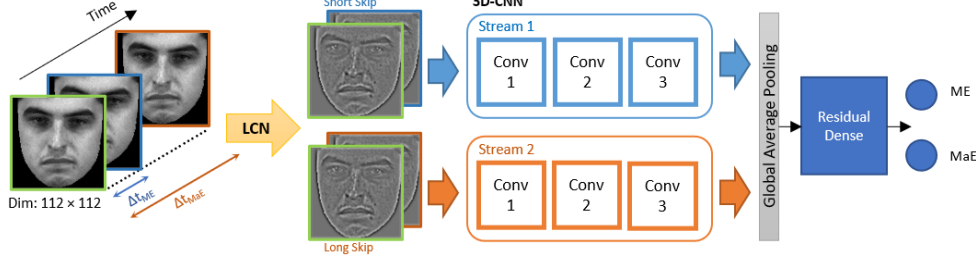 Time
Dim: 112 × 112
Δt_ME
Δt_MaE
LCN
Short Skip
Long Skip
3D-CNN
Stream 1
Conv
1
Conv
2
Conv
3
Stream 2
Conv
1
Conv
2
Conv
3
Global Average Pooling
Residual
Dense
ME
MaE